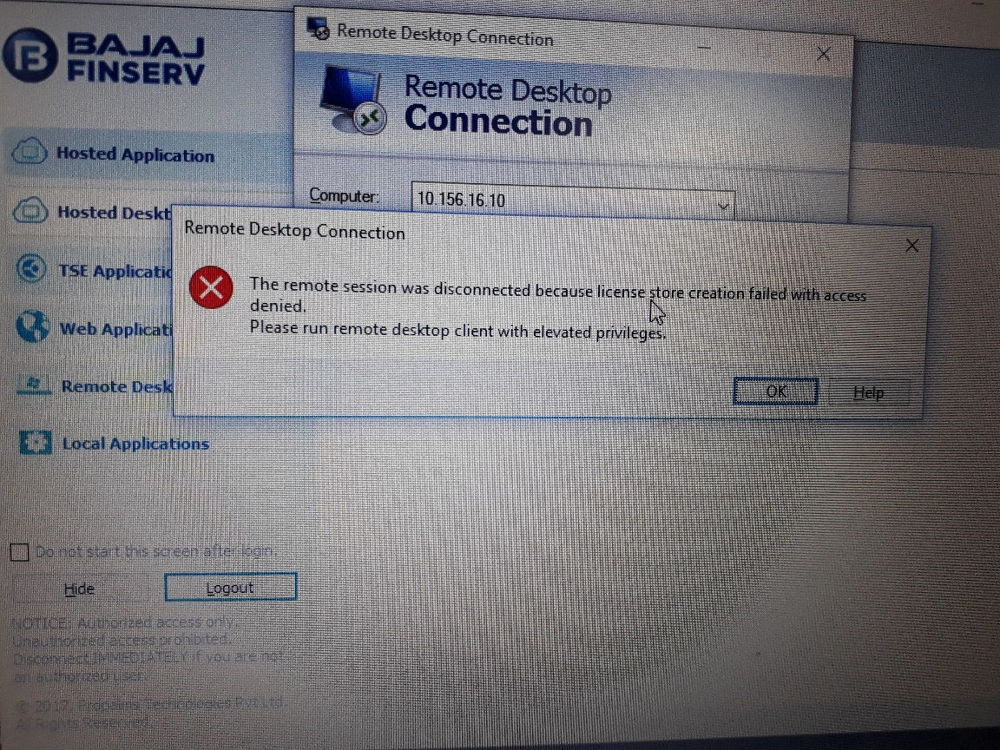 BAJAJ
FINSERV
Hosted Application
Hosted Deskt
TSE Applicatio
Web Applicati
Remote Desk
Local Applications
Do not start this screen after login.
Hide
Logout
NOTICE: Authorized access only.
Unauthorized access prohibited.
Disconnect IMMEDIATELY if you are not
an authorized user.
© 2017, Technologies Pvt.Ltd.
All Rights Reserved.
Remote Desktop Connection
Remote Desktop
Connection
Computer:
10.156.16.10
Remote Desktop Connection
The remote session was disconnected because license store creation failed with access
denied.
Please run remote desktop client with elevated privileges.
OK
Help